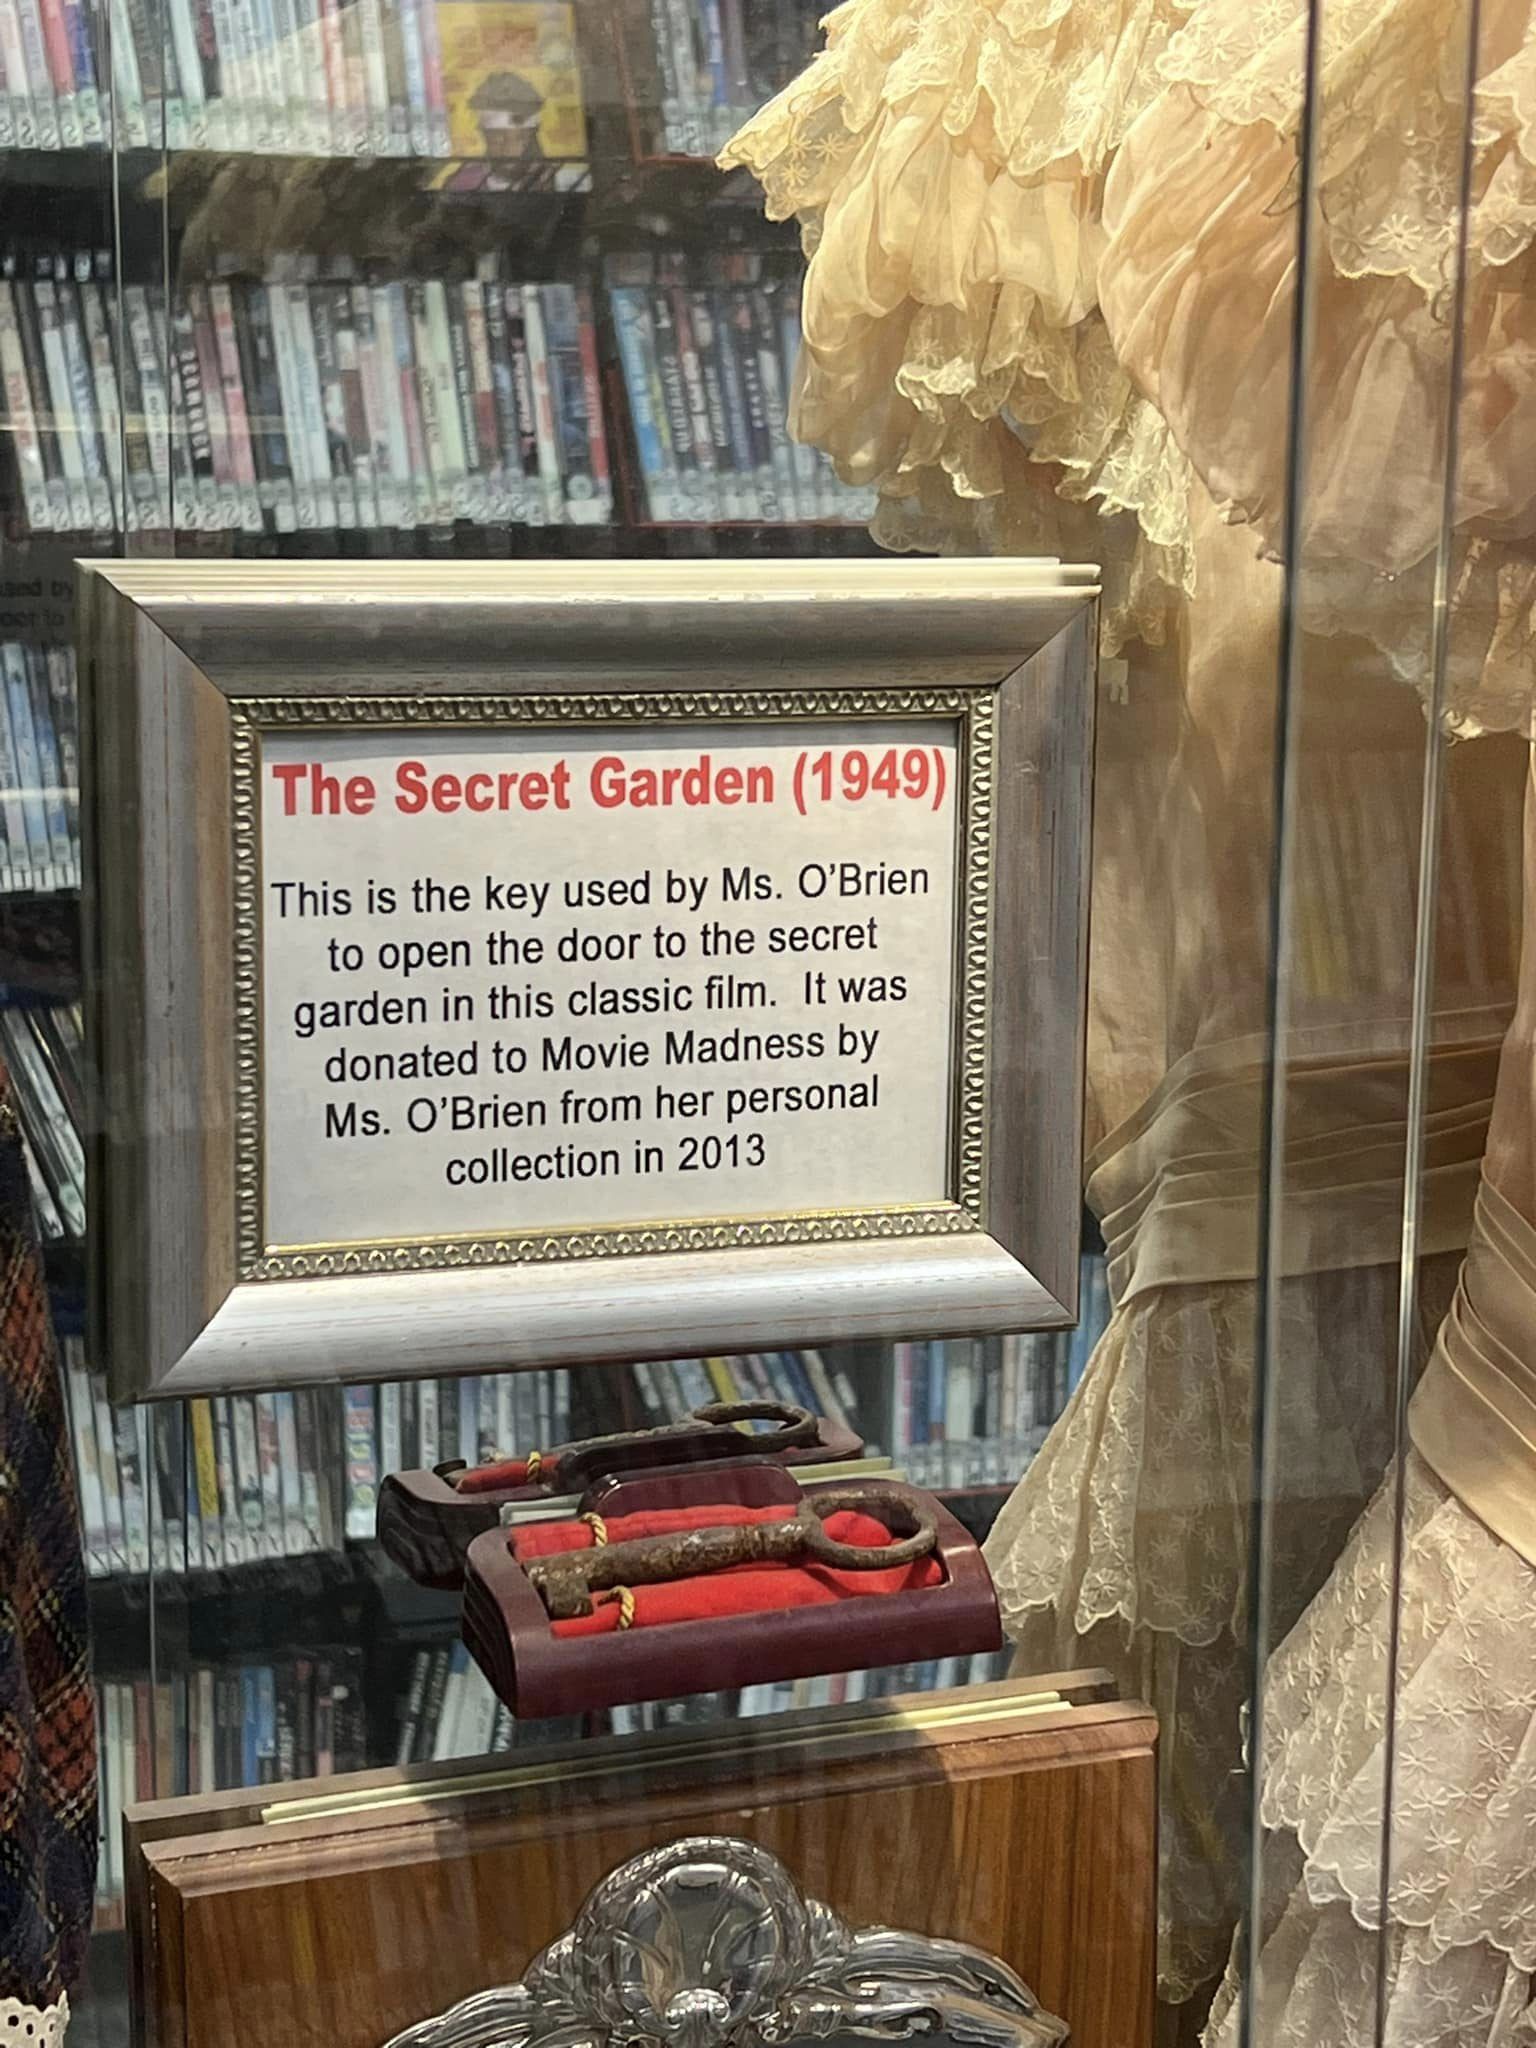 The Secret Garden (1949)
This is the key used by Ms. O'Brien
to open the door to the secret
garden in this classic film.  It was
donated to Movie Madness by
Ms. O'Brien from her personal
collection in 2013